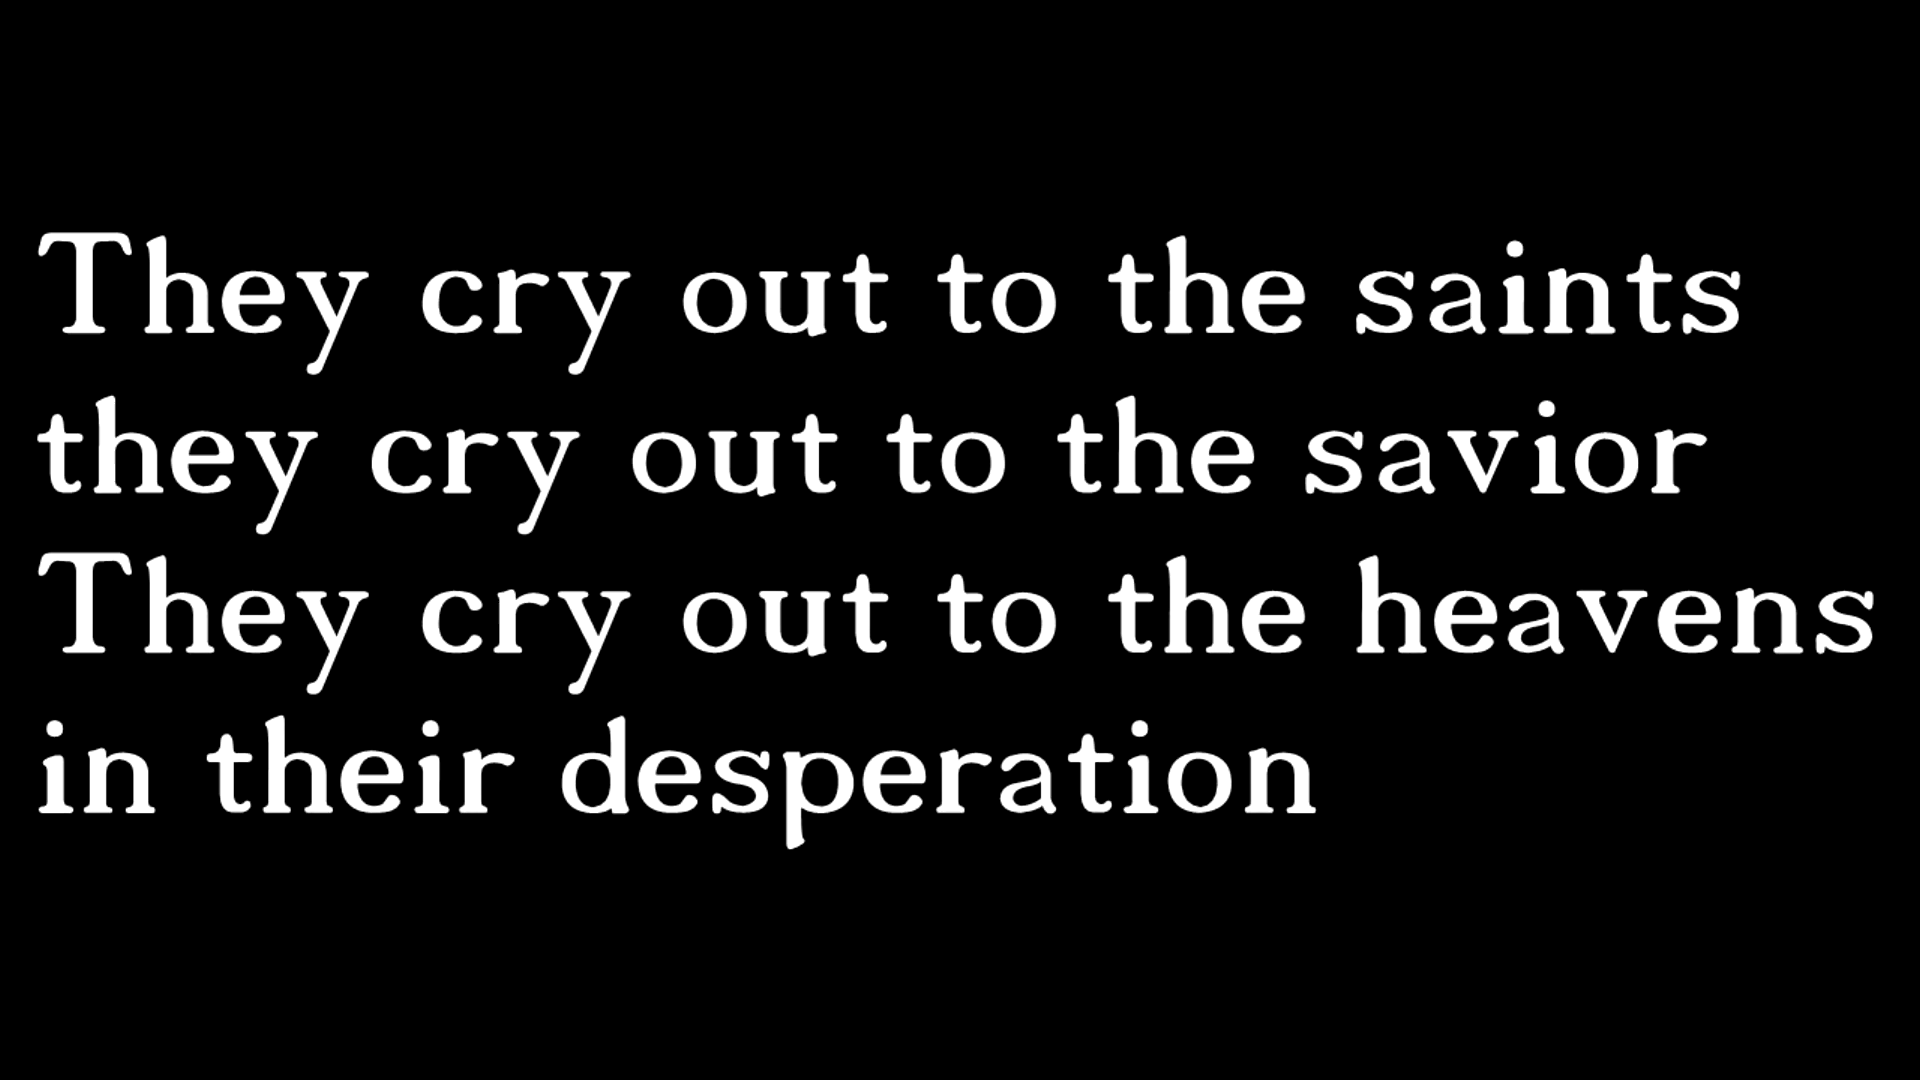 They cry out to the saints
they cry out to the savior
They cry out to the heavens
in their desperation